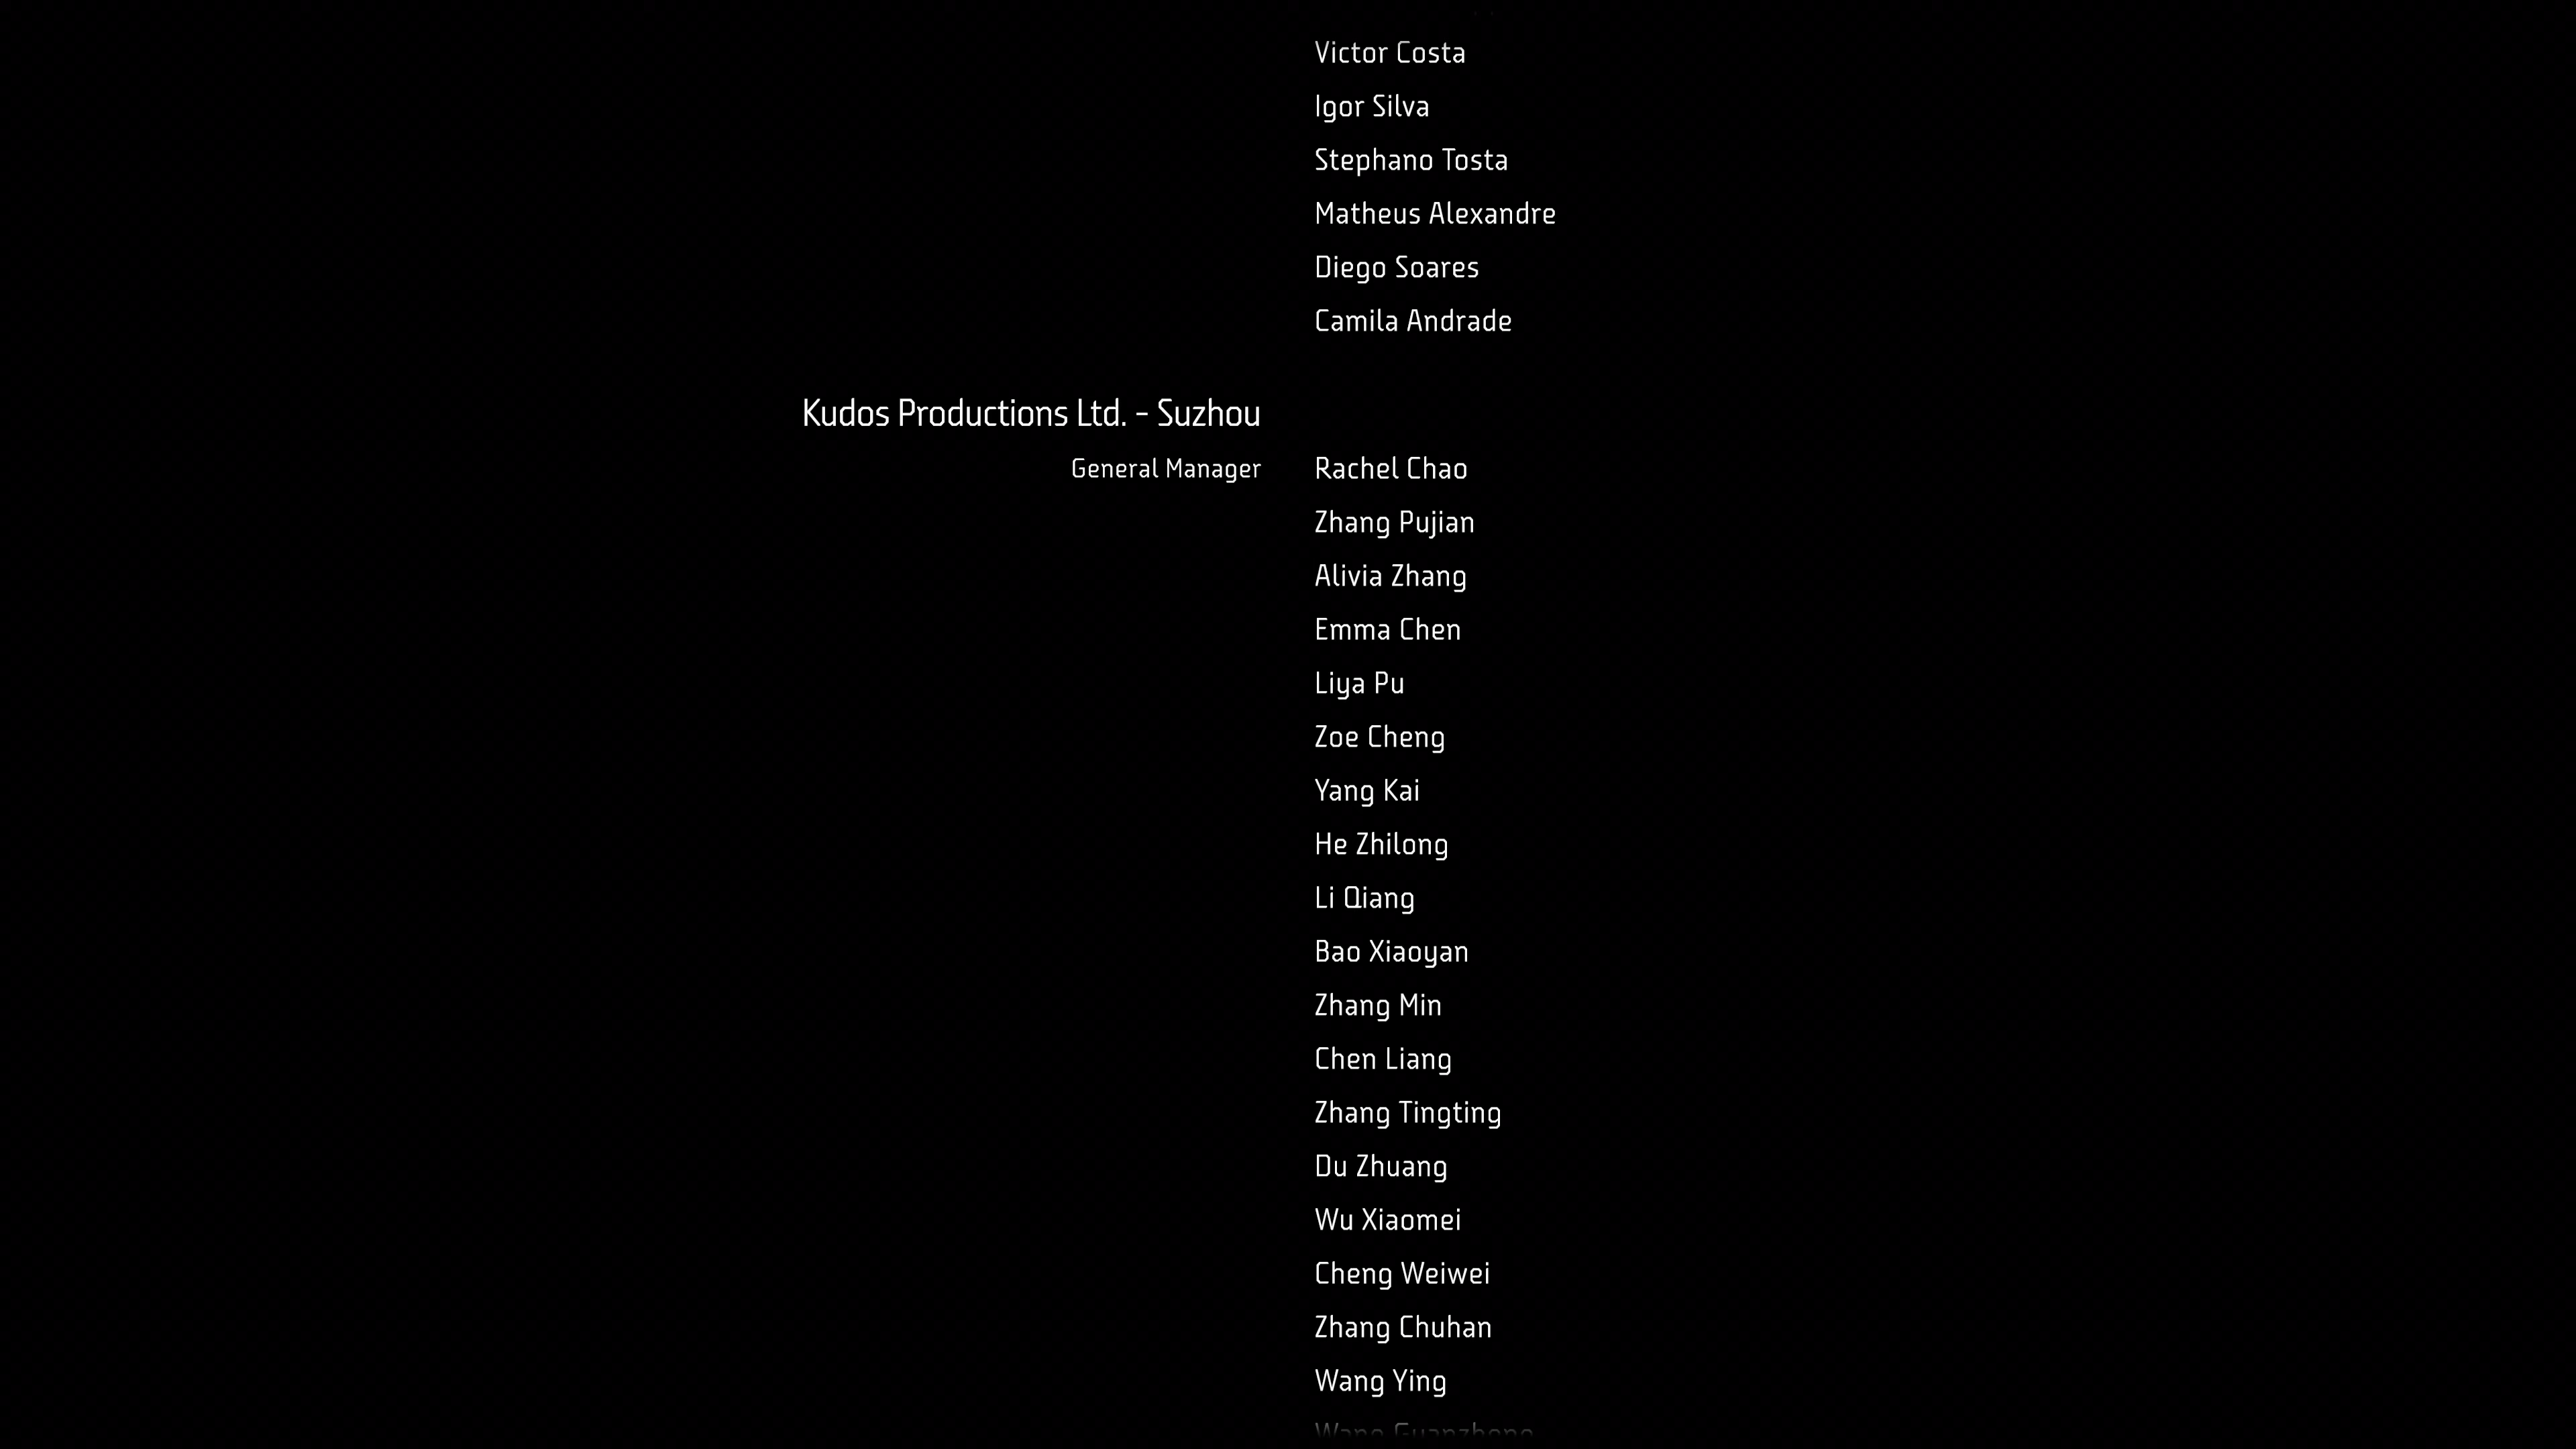 Victor Costa
Igor Silva
Stephano Tosta
Matheus Alexandre
Diego Soares
Camila Andrade
Kudos Productions Ltd. - Suzhou
General Manager Rachel Chao
Zhang Pujian
Alivia Zhang
Emma Chen
Liya Pu
Zoe Cheng
Yang Kai
He Zhilong
Li Qiang
Bao Xiaoyan
Zhang Min
Chen Liang
Zhang Tingting
Du Zhuang
Wu Xiaomei
Cheng Weiwei
Zhang Chuhan
Wang Ying
Wang